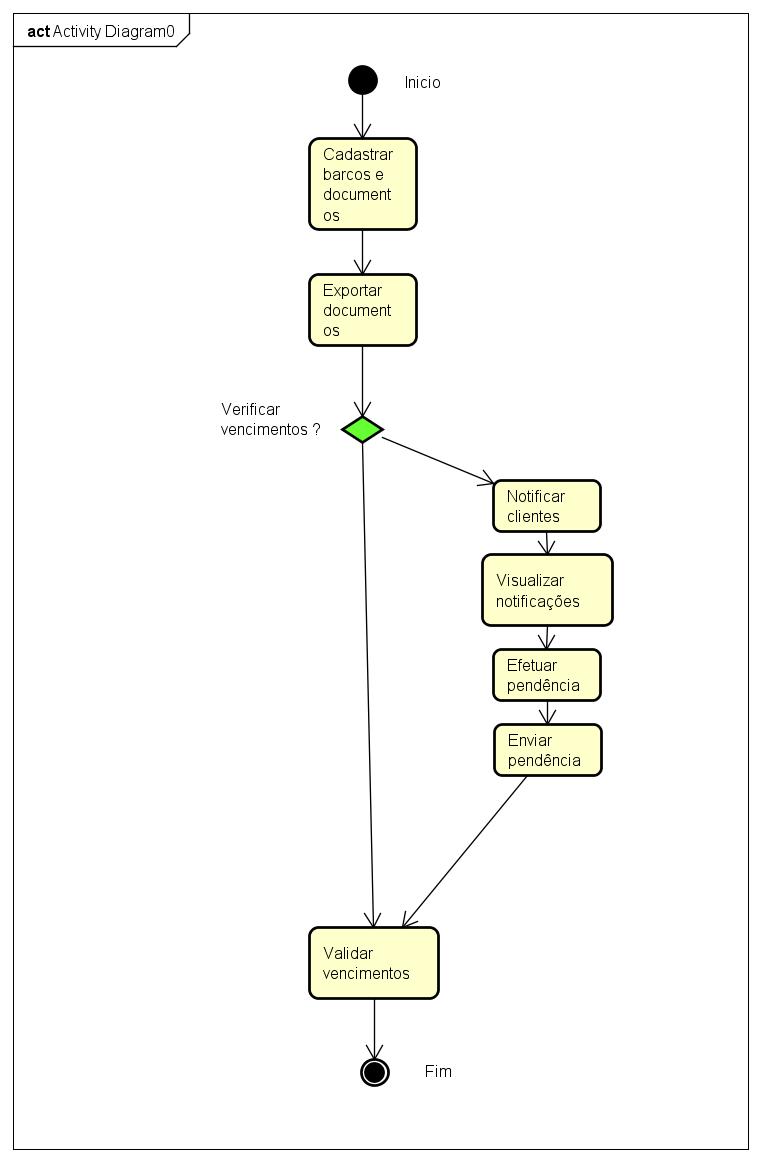 act Activity Diagram0
Inicio
Cadastrar
barcos e
document
os
Exportar
document
os
Verificar
vencimentos ?
Notificar
clientes
Visualizar
notificações
Efetuar
pendência
Enviar
pendência
Validar
vencimentos
Fim